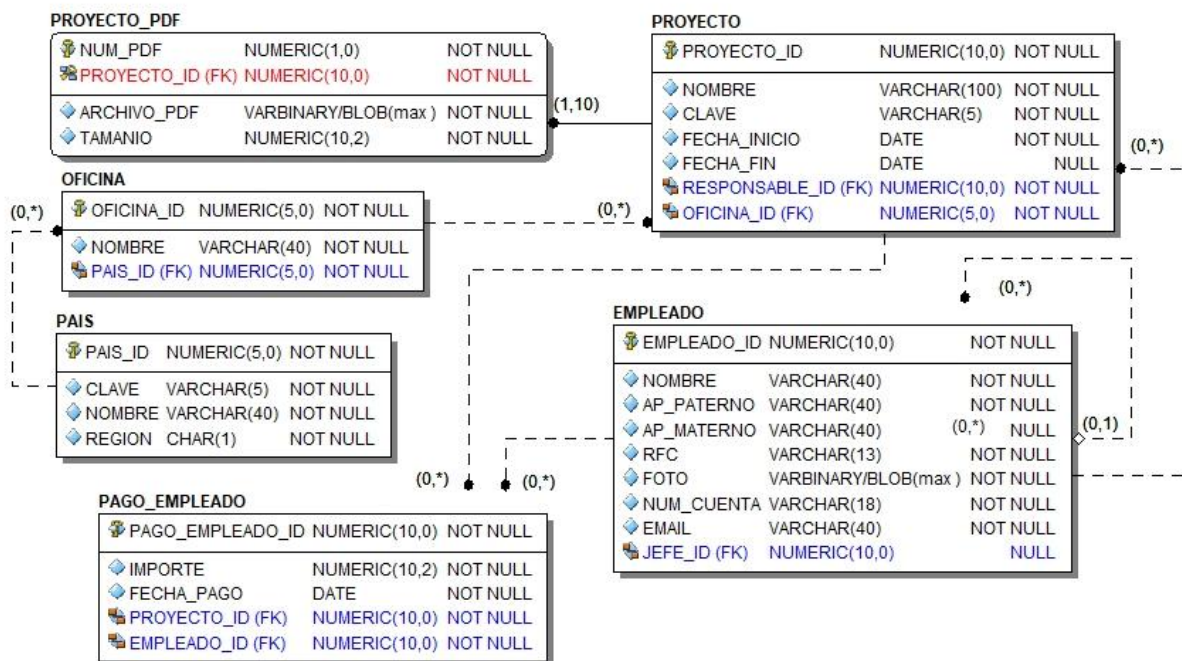 PROYECTO_PDF
NUM_PDF NUMERIC(1,0) NOT NULL
PROYECTO_ID (FK) NUMERIC(10,0) NOT NULL
ARCHIVO_PDF VARBINARY/BLOB(max ) NOT NULL
TAMANIO NUMERIC(10,2) NOT NULL
(1,10)
PROYECTO
PROYECTO_ID NUMERIC(10,0) NOT NULL
NOMBRE VARCHAR(100) NOT NULL
CLAVE VARCHAR(5) NOT NULL
FECHA_INICIO DATE NOT NULL
FECHA_FIN DATE NULL
RESPONSABLE_ID (FK) NUMERIC(10,0) NOT NULL
OFICINA_ID (FK) NUMERIC(5,0) NOT NULL
(0,*)
OFICINA
(0,*)
OFICINA_ID NUMERIC(5,0) NOT NULL
NOMBRE VARCHAR(40) NOT NULL
PAIS_ID (FK) NUMERIC(5,0) NOT NULL
(0,*)
PAIS
PAIS_ID NUMERIC(5,0) NOT NULL
CLAVE VARCHAR(5) NOT NULL
NOMBRE VARCHAR(40) NOT NULL
REGION CHAR(1) NOT NULL
(0,*)
EMPLEADO
EMPLEADO_ID NUMERIC(10,0) NOT NULL
NOMBRE VARCHAR(40) NOT NULL
AP_PATERNO VARCHAR(40) NOT NULL
AP_MATERNO VARCHAR(40) (0,*) NULL
(0,1)
RFC VARCHAR(13) NOT NULL
FOTO VARBINARY/BLOB(max ) NOT NULL
NUM_CUENTA VARCHAR(18) NOT NULL
EMAIL VARCHAR(40) NOT NULL
JEFE_ID (FK) NUMERIC(10,0) NULL
(0,*) (0,*)
PAGO_EMPLEADO
PAGO_EMPLEADO_ID NUMERIC(10,0) NOT NULL
IMPORTE NUMERIC(10,2) NOT NULL
FECHA_PAGO DATE NOT NULL
PROYECTO_ID (FK) NUMERIC(10,0) NOT NULL
EMPLEADO_ID (FK) NUMERIC(10,0) NOT NULL